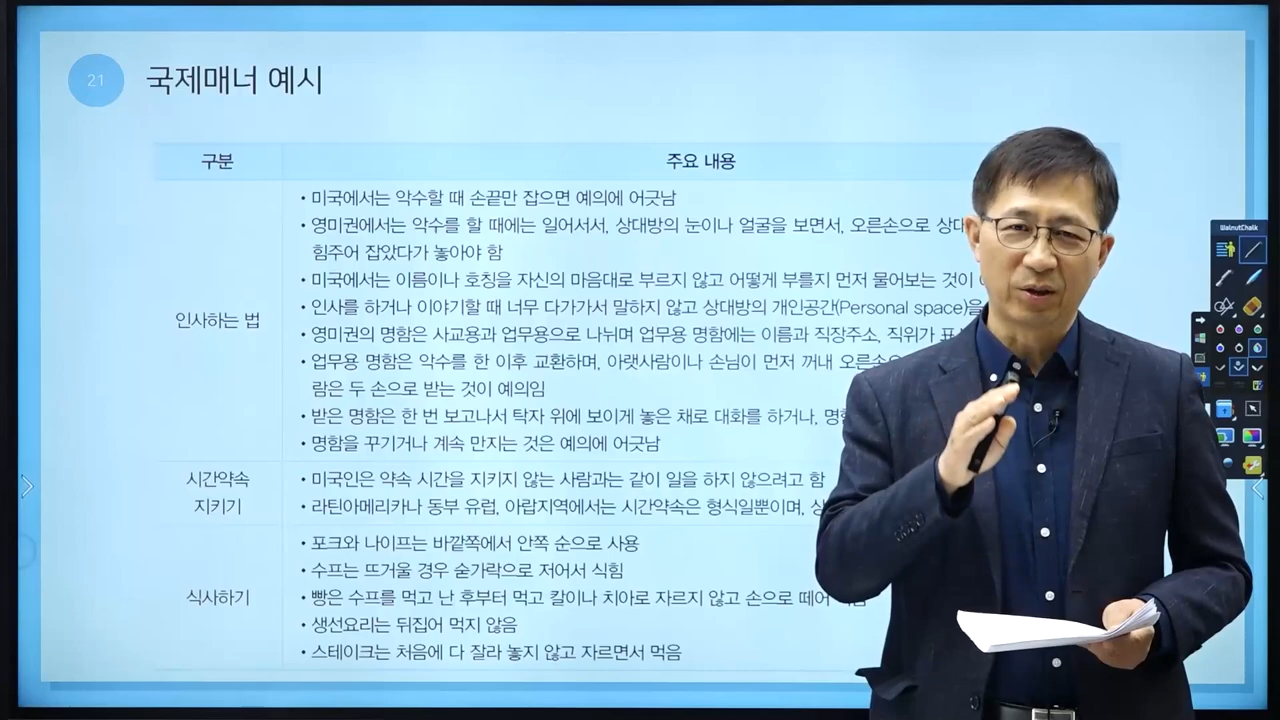 21 국제매너 예시
구분 주요 내용
인사하는 법
• 미국에서는 악수할 때 손끝만 잡으면 예의에 어긋남
• 영미권에서는 악수를 할 때에는 일어서서, 상대방의 눈이나 얼굴을 보면서, 오른손으로
힘주어 잡았다가 놓아야 함
• 미국에서는 이름이나 호칭을 자신의 마음대로 부르지 않고 어떻게 부를지 먼저 물어보는 것이
• 인사를 하거나 이야기할 때 너무 다가가서 말하지 않고 상대방의 개인공간(Personal space)을
• 영미권의 명함은 사교용과 업무용으로 나뉘며 업무용 명함에는 이름과 직장주소, 직위가
• 업무용 명함은 악수를 한 이후 교환하며, 아랫사람이나 손님이 먼저 꺼내
람은 두 손으로 받는 것이 예의임
• 받은 명함은 한 번 보고나서 탁자 위에 보이게 놓은 채로 대화를 하거나,
• 명함을 꾸기거나 계속 만지는 것은 예의에 어긋남
시간약속
지키기
• 미국인은 약속 시간을 지키지 않는 사람과는 같이 일을 하지 않으려고 함
• 라틴아메리카나 동부 유럽, 아랍지역에서는 시간약속은 형식일뿐이며,
식사하기
• 포크와 나이프는 바깥쪽에서 안쪽 순으로 사용
• 수프는 뜨거울 경우 숟가락으로 저어서 식힘
• 빵은 수프를 먹고 난 후부터 먹고 칼이나 치아로 자르지 않고 손으로 떼어
• 생선요리는 뒤집어 먹지 않음
• 스테이크는 처음에 다 잘라 놓지 않고 자르면서 먹음
WalnutChalk